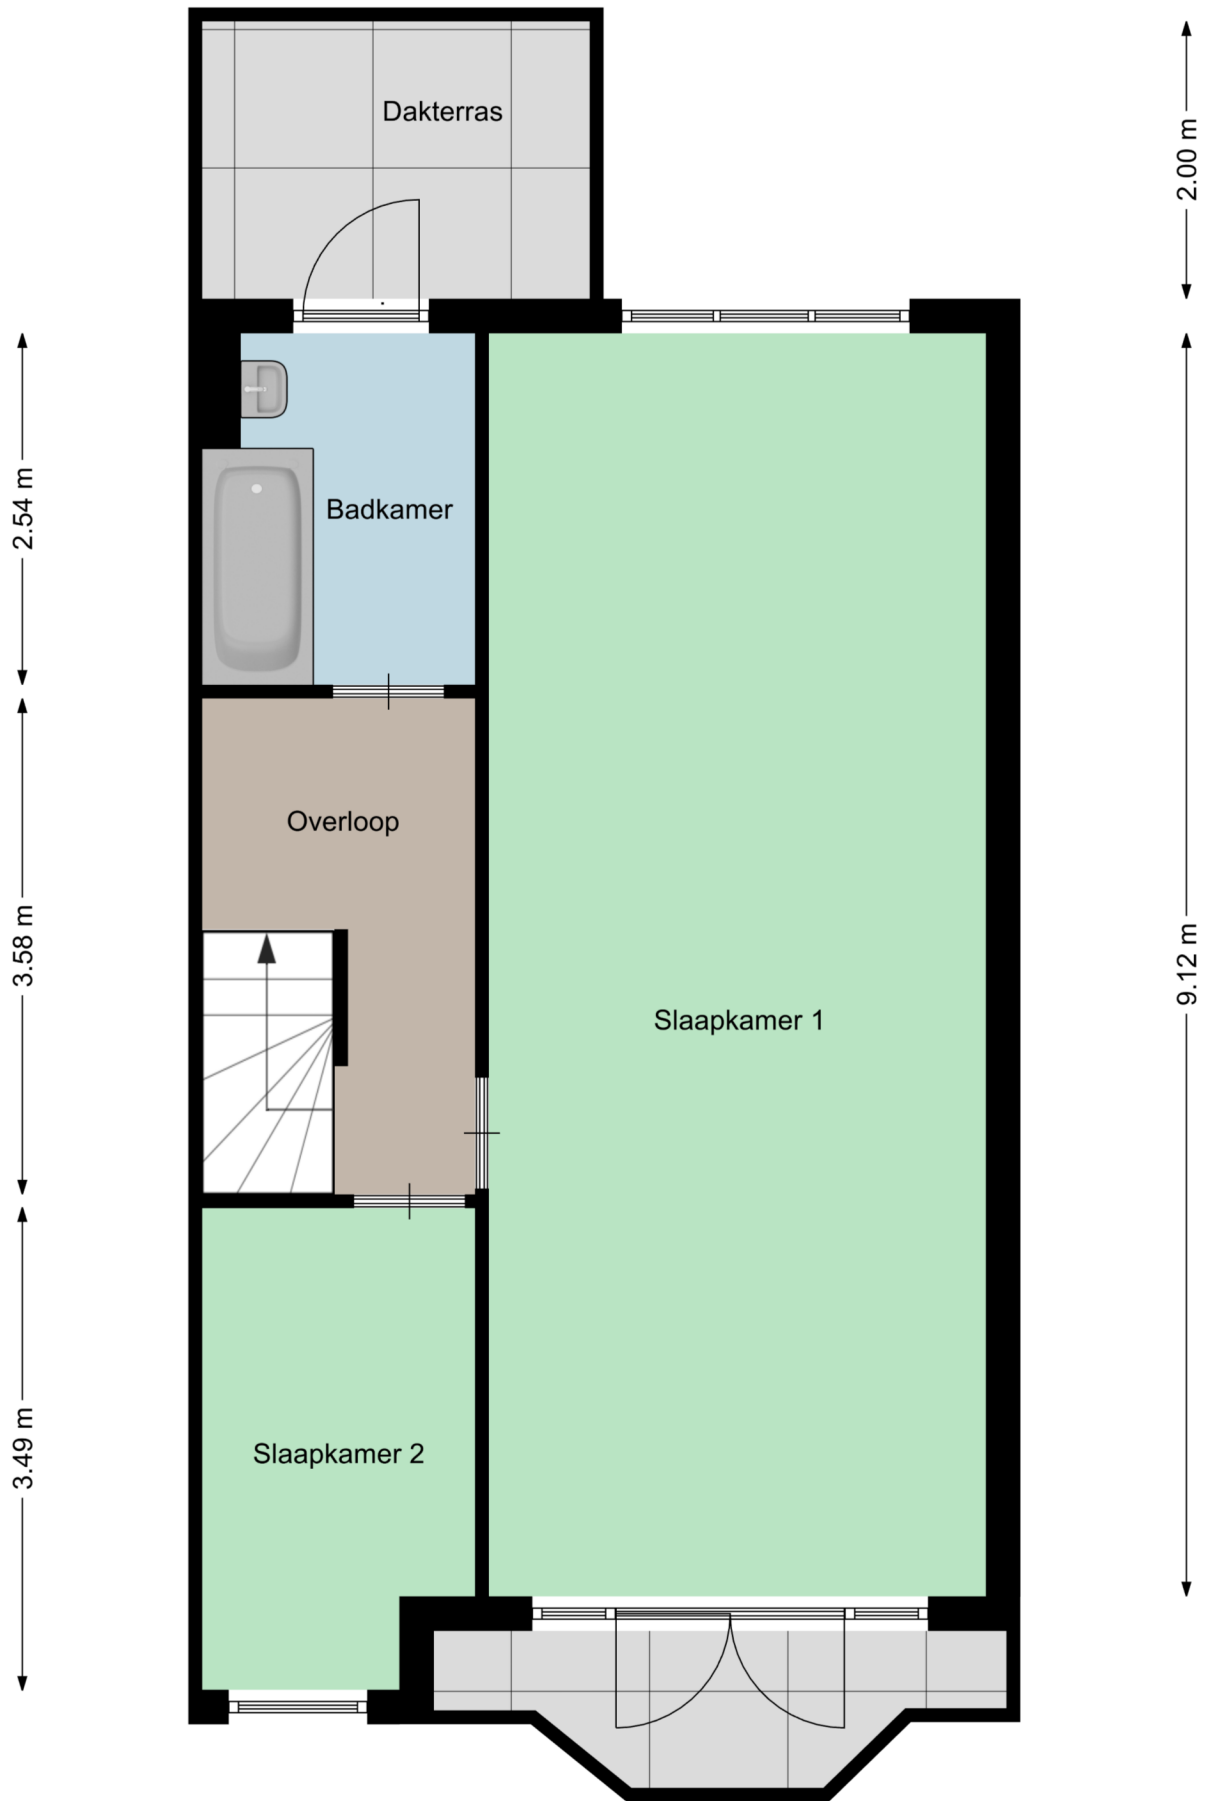 Dakterras
2.00 m
2.54 m
Badkamer
Overloop
3.58 m
9.12 m
Slaapkamer 1
3.49 m
Slaapkamer 2